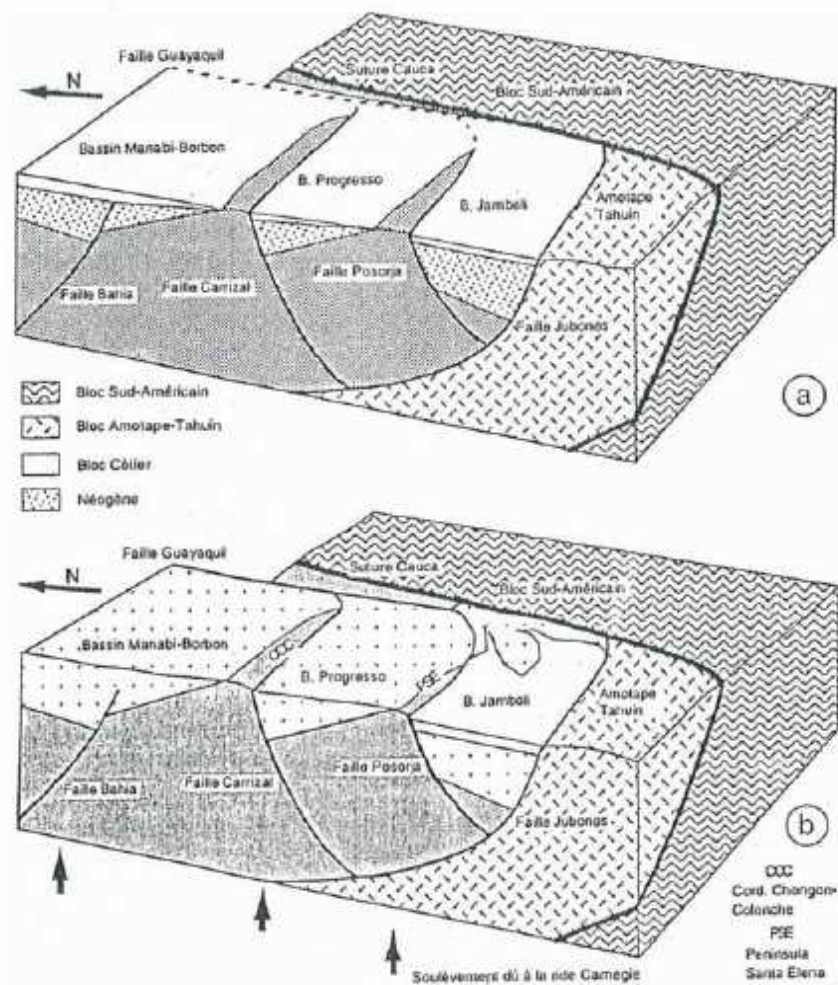 Faille Guayaquil
N
Suture Cauca
Bloc Sud-Américain
Bassin Manabi-Borbon
B. Progresso
B. Jambeli
Amotape
Tahuin
Faille Bahia
Faille Carrizal
Faille Posorja
Faille Jubones
a
Bloc Sud-Américain
Bloc Amotape-Tahuin
Bloc Côtier
Néogène
Faille Guayaquil
N
Suture Cauca
Bloc Sud-Américain
Bassin Manabi-Borbon
CCC
B. Progresso
PSE
B. Jambeli
Amotape
Tahuin
Faille Bahia
Faille Carrizal
Faille Posorja
Faille Jubones
b
CCC
Cord. Chongon-
Colonche
PSE
Peninsula
Santa Elena
Soulèvement dû à la ride Carnegie